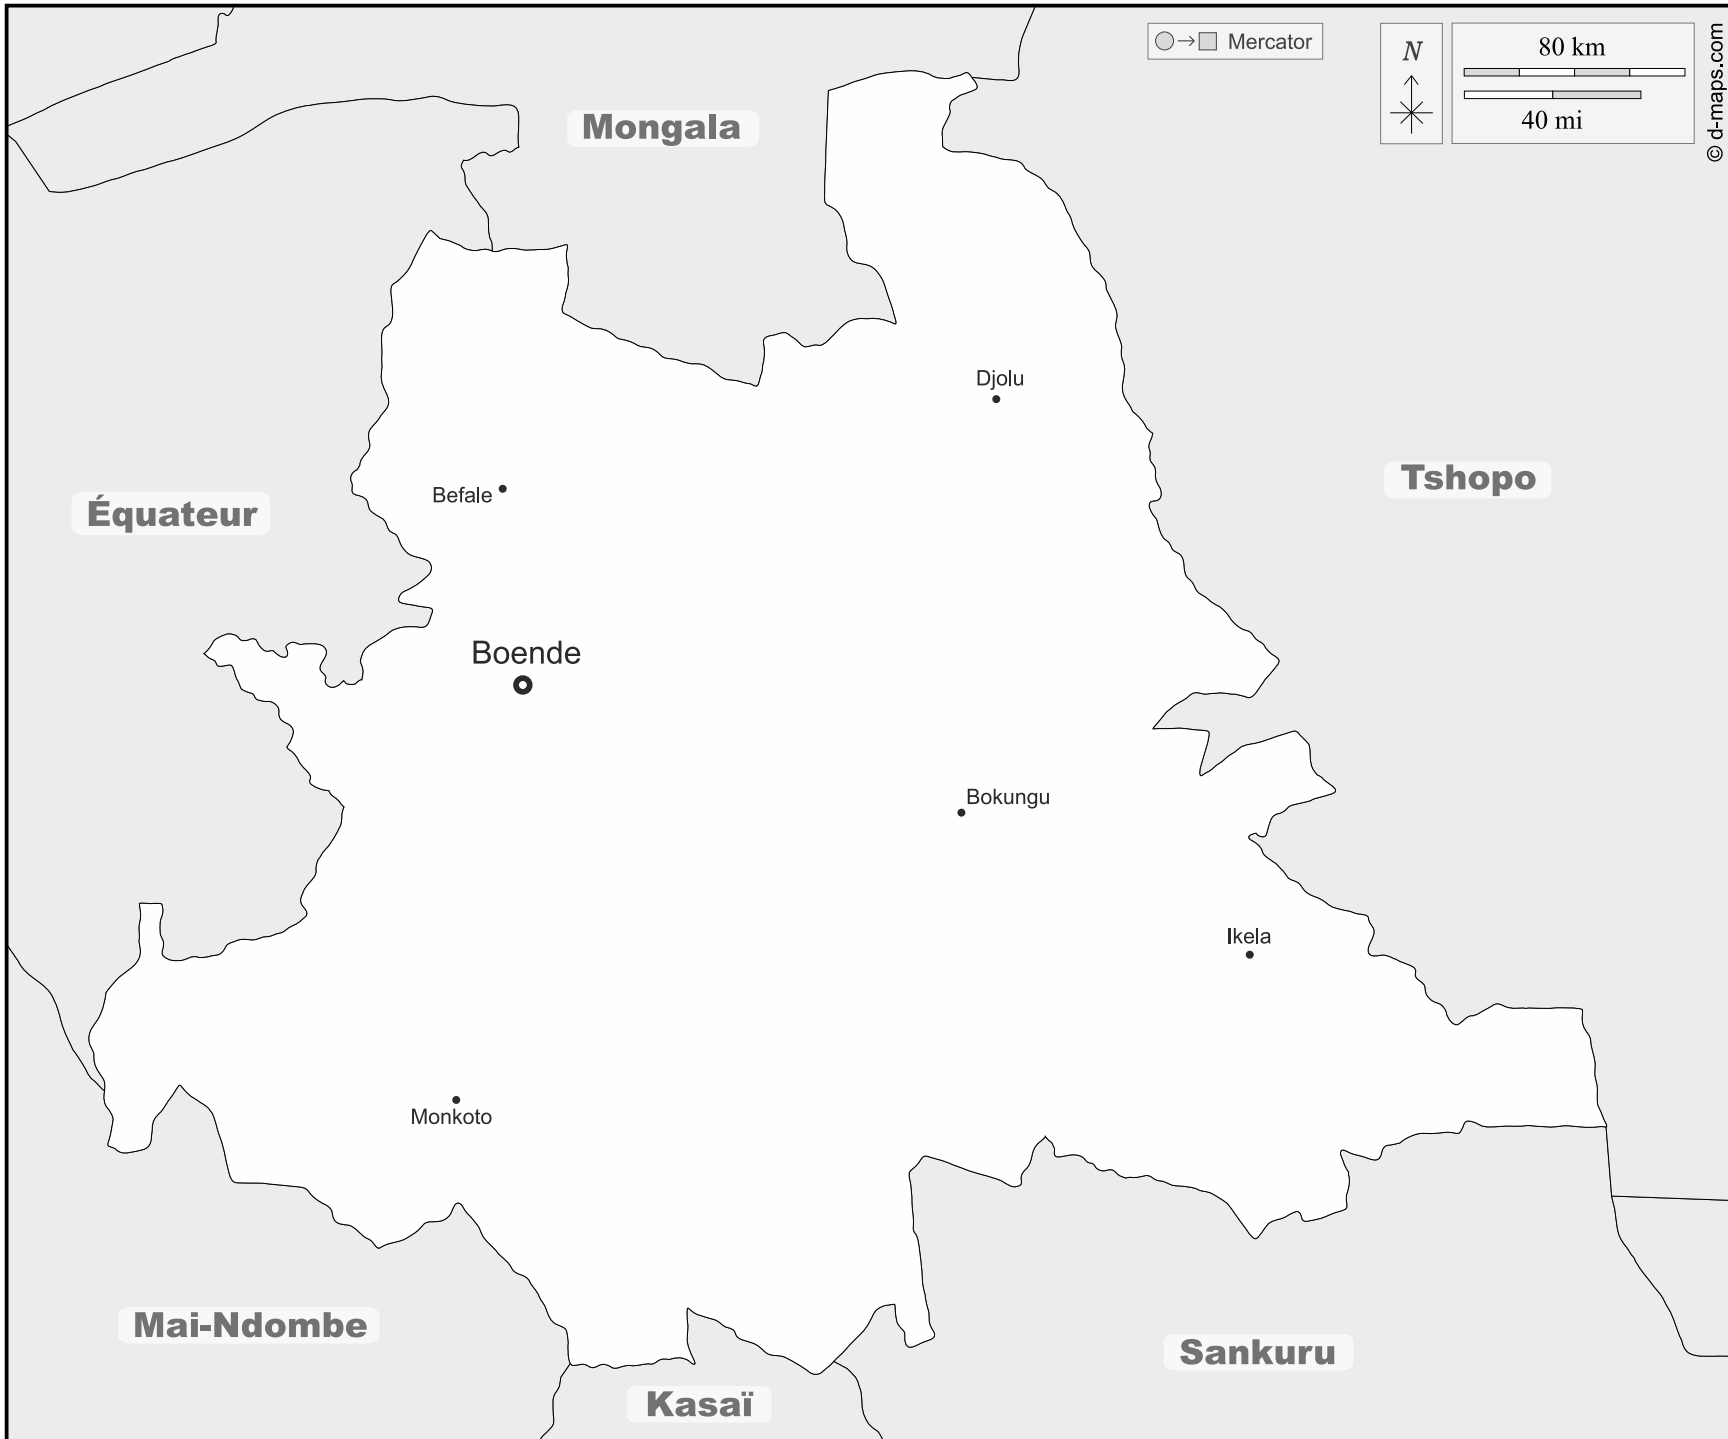 Mercator
N
80 km
40 mi
© d-maps.com
Mongala
Djolu
Tshopo
Befale
Équateur
Boende
Bokungu
Ikela
Monkoto
Mai-Ndombe
Sankuru
Kasaï